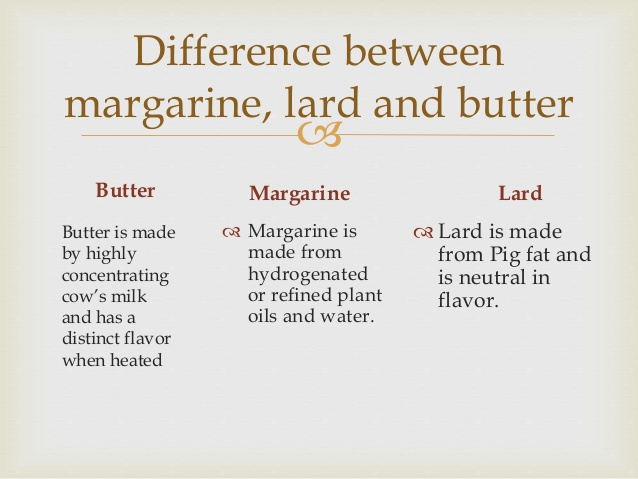 Difference between
margarine, lard and butter
Butter
Butter is made
by highly
concentrating
cow's milk
and has a
distinct flavor
when heated
Margarine
Margarine is
made from
hydrogenated
or refined plant
oils and water.
Lard
Lard is made
from Pig fat and
is neutral in
flavor.